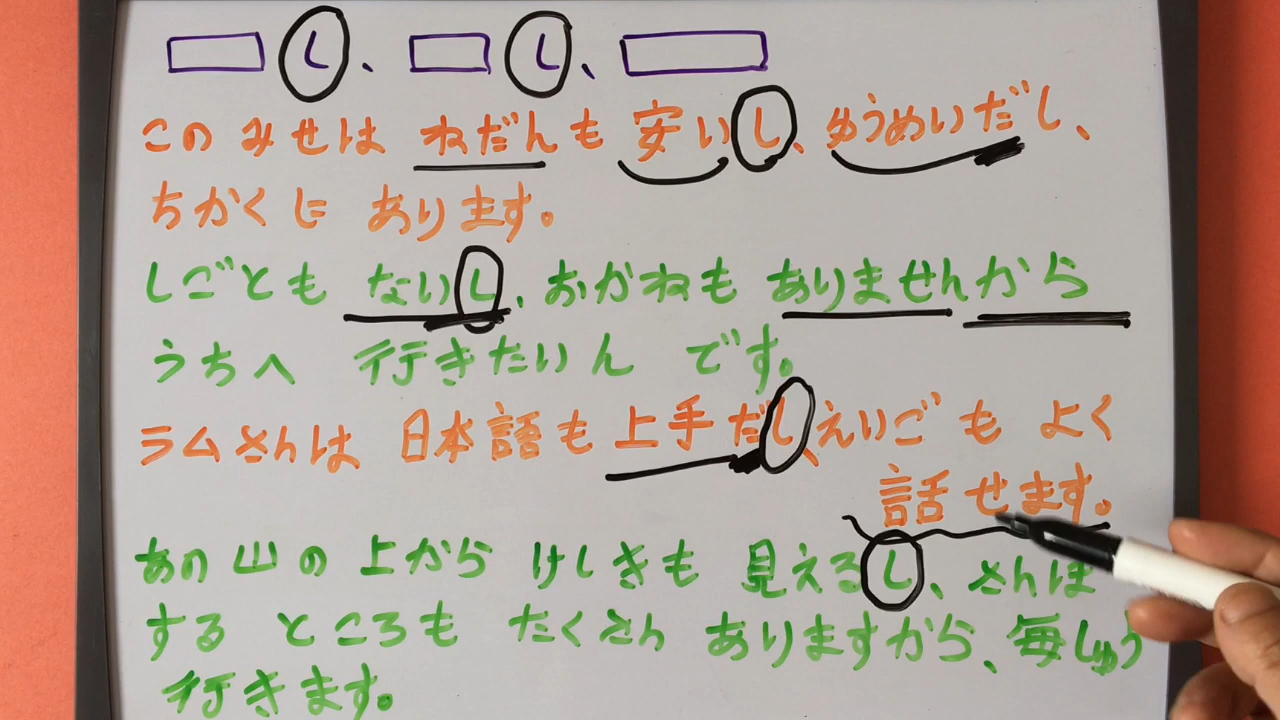 し、 し、
このみせは ねだんも 安いし、ゆうめいだし、
ちかくに あります。
しごとも ないし、おかねも ありませんから
うちへ 行きたいん です。
ラムさんは 日本語も 上手だし、えいごも よく
話せます。
あの 山の 上から けしきも 見えるし、さんぽ
する ところも たくさん ありますから、毎しゅう
行きます。